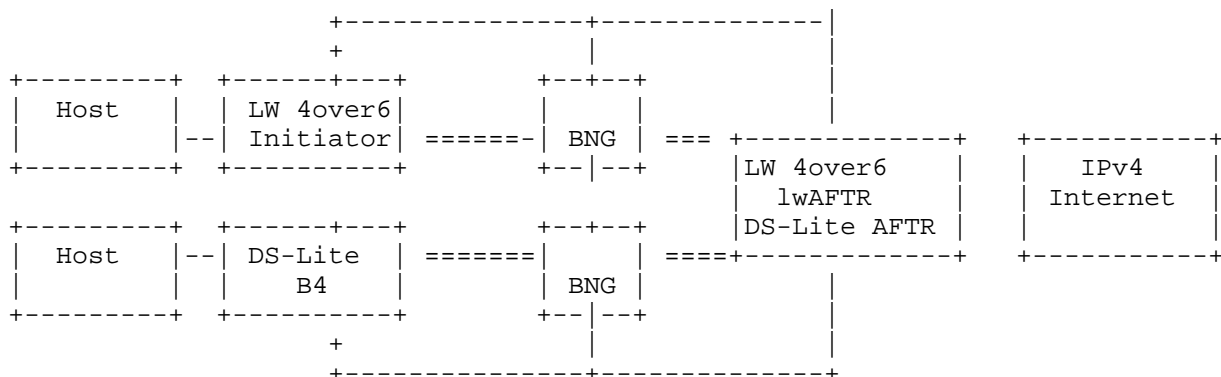 Host LW 4over6
Initiator BNG
LW 4over6 IPv4
lwAFTR Internet
DS-Lite AFTR
Host DS-Lite
B4 BNG